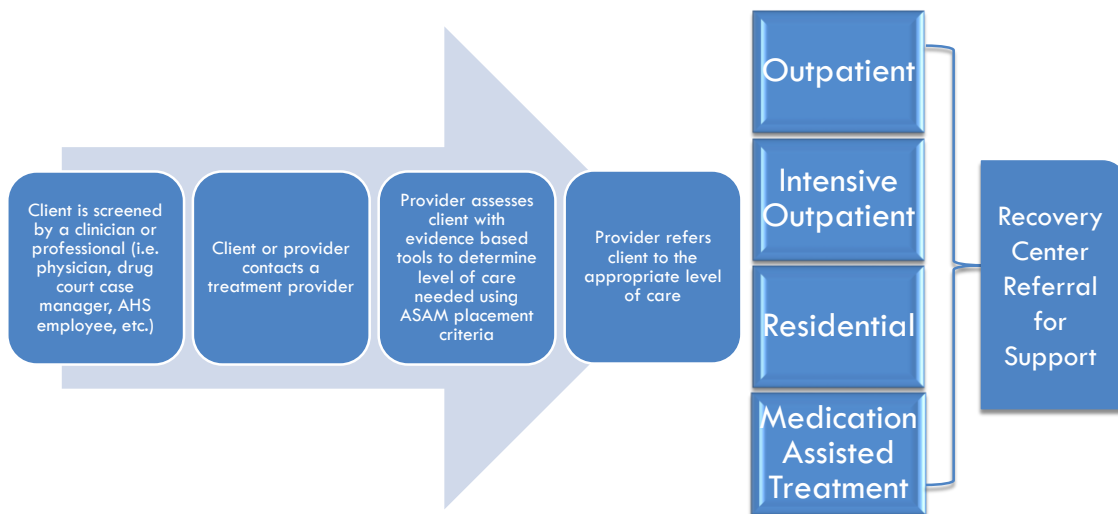 Client is screened
by a clinician or
professional (i.e.
physician, drug
court case
manager, AHS
employee, etc.)
Client or provider
contacts a
treatment provider
Provider assesses
client with
evidence based
tools to determine
level of care
needed using
ASAM placement
criteria
Provider refers
client to the
appropriate level
of care
Outpatient
Intensive
Outpatient
Residential
Medication
Assisted
Treatment
Recovery
Center
Referral
for
Support